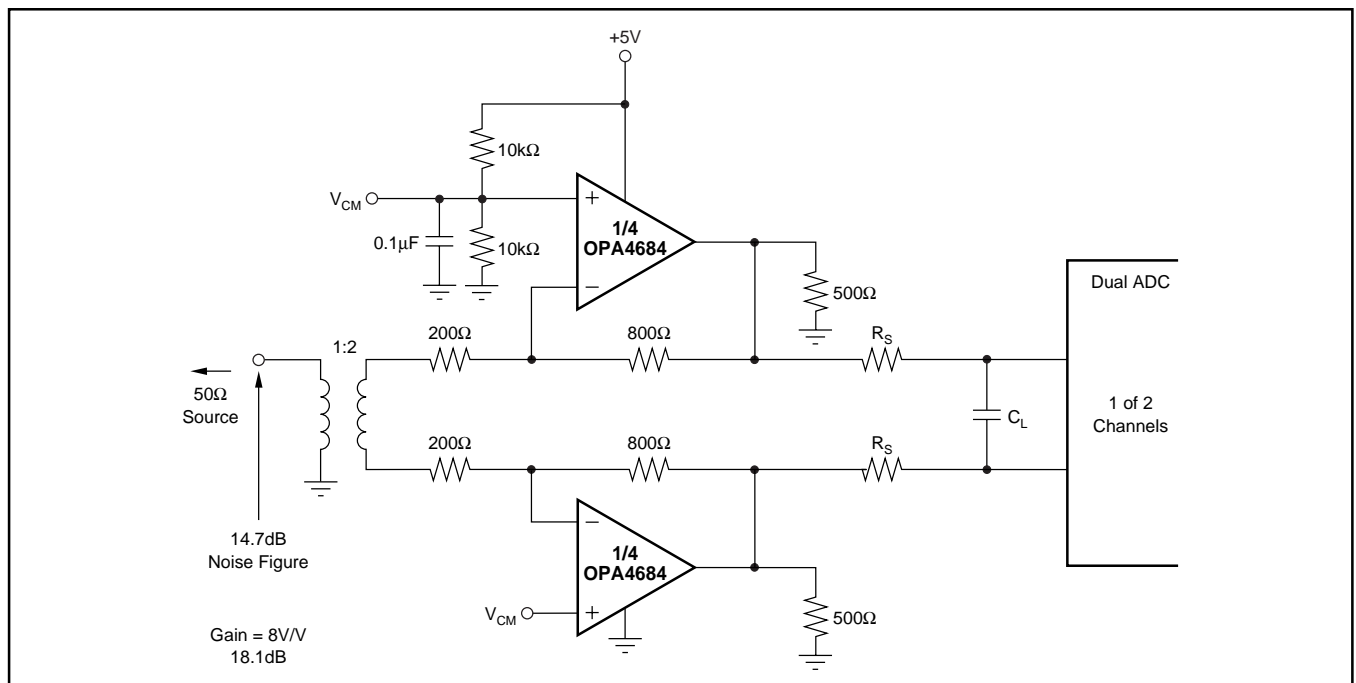 +5V
10kΩ
V_CM
+
1/4
OPA4684
0.1μF
10kΩ
−
500Ω
Dual ADC
1:2
200Ω
800Ω
R_S
50Ω
Source
C_L
1 of 2
Channels
200Ω
800Ω
R_S
−
14.7dB
Noise Figure
1/4
OPA4684
V_CM
+
500Ω
Gain = 8V/V
18.1dB